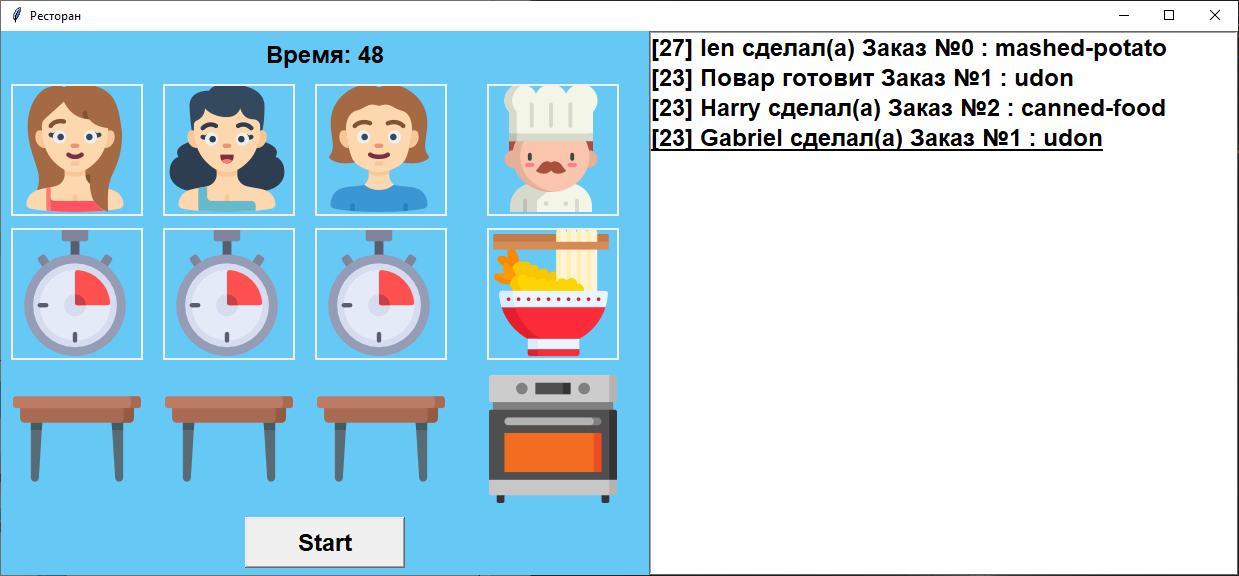 Ресторан
Время: 48
[27] Ien сделал(а) Заказ №0 : mashed-potato
[23] Повар готовит Заказ №1 : udon
[23] Harry сделал(а) Заказ №2 : canned-food
[23] Gabriel сделал(а) Заказ №1 : udon
Start